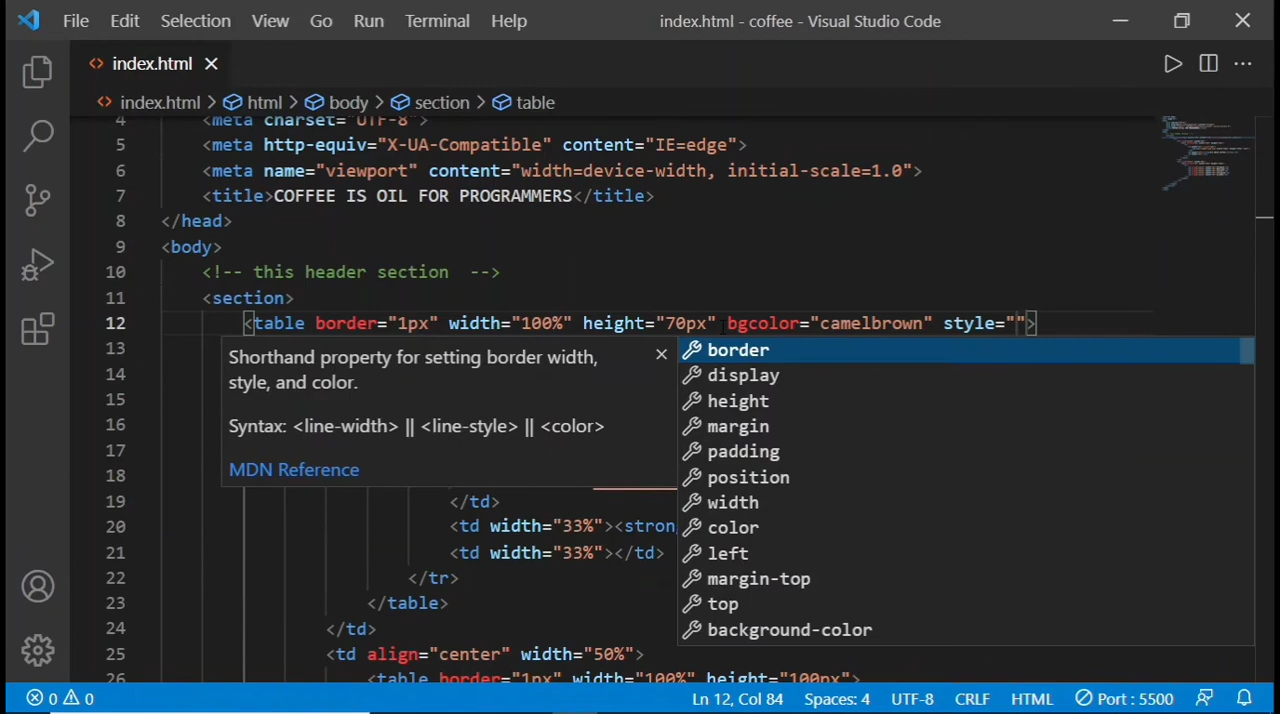 File Edit Selection View Go Run Terminal Help index.html - coffee - Visual Studio Code
index.html
index.html > html > body > section > table
4 <meta charset="UTF-8">
5 <meta http-equiv="X-UA-Compatible" content="IE=edge">
6 <meta name="viewport" content="width=device-width, initial-scale=1.0">
7 <title>COFFEE IS OIL FOR PROGRAMMERS</title>
8 </head>
9 <body>
10 <!-- this header section -->
11 <section>
12 <table border="1px" width="100%" height="70px" bgcolor="camelbrown" style="">
13
14
15
16
17
18
19 </td>
20 <td width="33%"><strong
21 <td width="33%"></td>
22 </tr>
23 </table>
24 </td>
25 <td align="center" width="50%">
26 <table border="1px" width="100%" height="100px">
Shorthand property for setting border width,
style, and color.
Syntax: <line-width> || <line-style> || <color>
MDN Reference
border
display
height
margin
padding
position
width
color
left
margin-top
top
background-color
0 0 Ln 12, Col 84 Spaces: 4 UTF-8 CRLF HTML Port : 5500